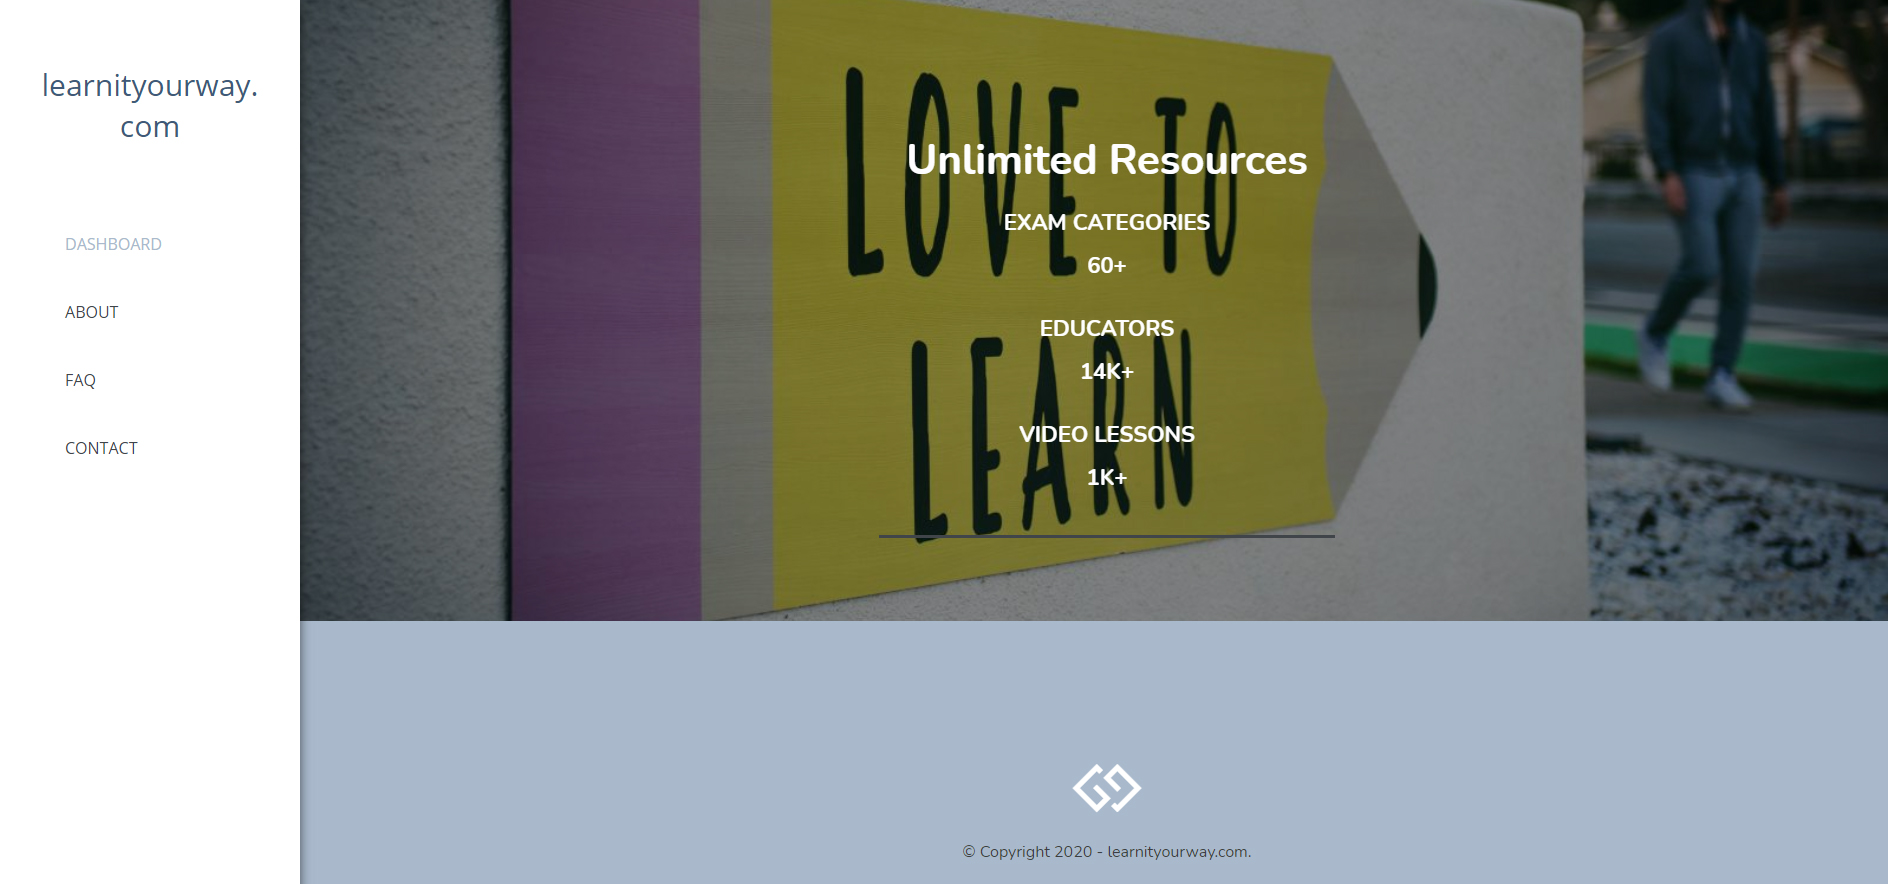 learnityourway.
com
DASHBOARD
ABOUT
FAQ
CONTACT
LOVE TO
LEARN
Unlimited Resources
EXAM CATEGORIES
60+
EDUCATORS
14K+
VIDEO LESSONS
1K+
© Copyright 2020 - learnityourway.com.